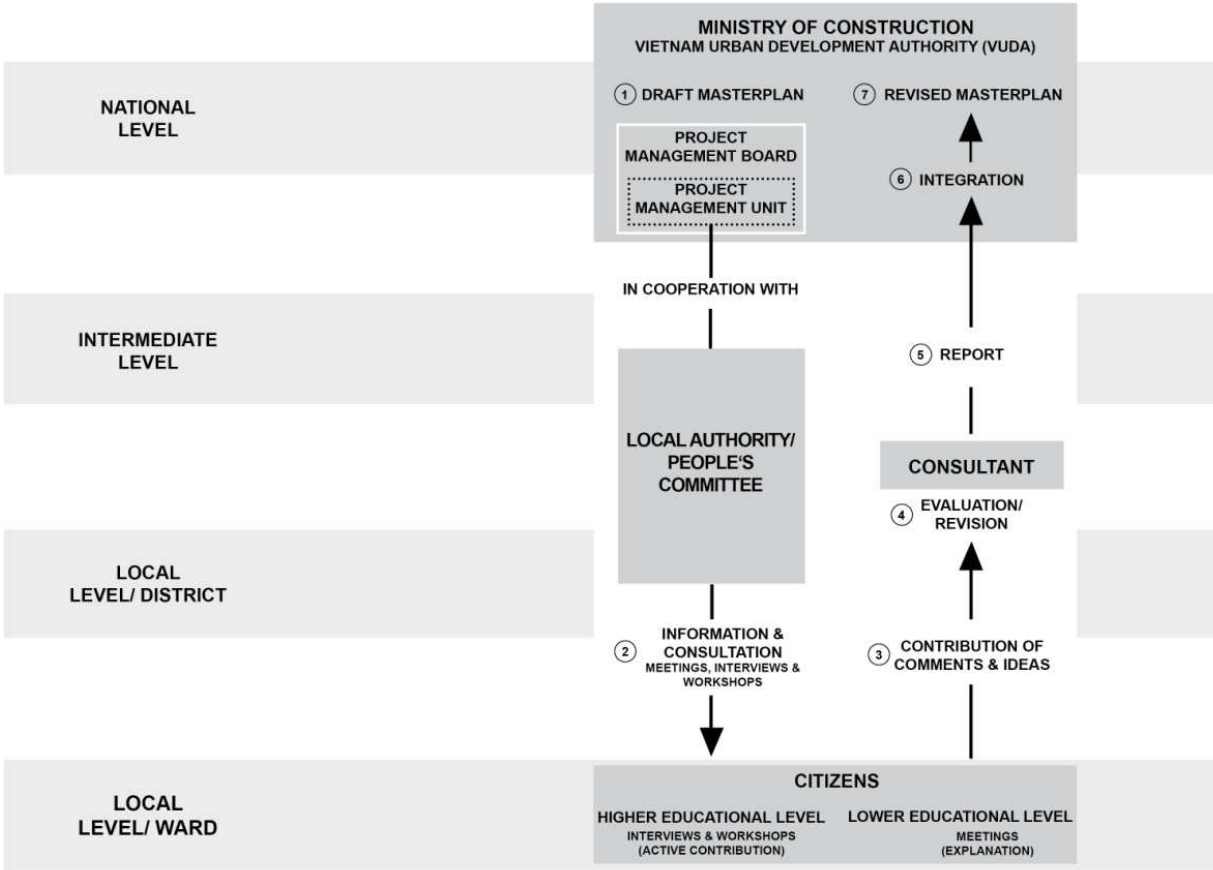 MINISTRY OF CONSTRUCTION
VIETNAM URBAN DEVELOPMENT AUTHORITY (VUDA)
NATIONAL
LEVEL
1 DRAFT MASTERPLAN
7 REVISED MASTERPLAN
PROJECT
MANAGEMENT BOARD
PROJECT
MANAGEMENT UNIT
6 INTEGRATION
IN COOPERATION WITH
INTERMEDIATE
LEVEL
5 REPORT
LOCAL AUTHORITY/
PEOPLE‘S
COMMITTEE
CONSULTANT
4 EVALUATION/
REVISION
LOCAL
LEVEL/ DISTRICT
2 INFORMATION &
CONSULTATION
MEETINGS, INTERVIEWS &
WORKSHOPS
3 CONTRIBUTION OF
COMMENTS & IDEAS
LOCAL
LEVEL/ WARD
CITIZENS
HIGHER EDUCATIONAL LEVEL
INTERVIEWS & WORKSHOPS
(ACTIVE CONTRIBUTION)
LOWER EDUCATIONAL LEVEL
MEETINGS
(EXPLANATION)